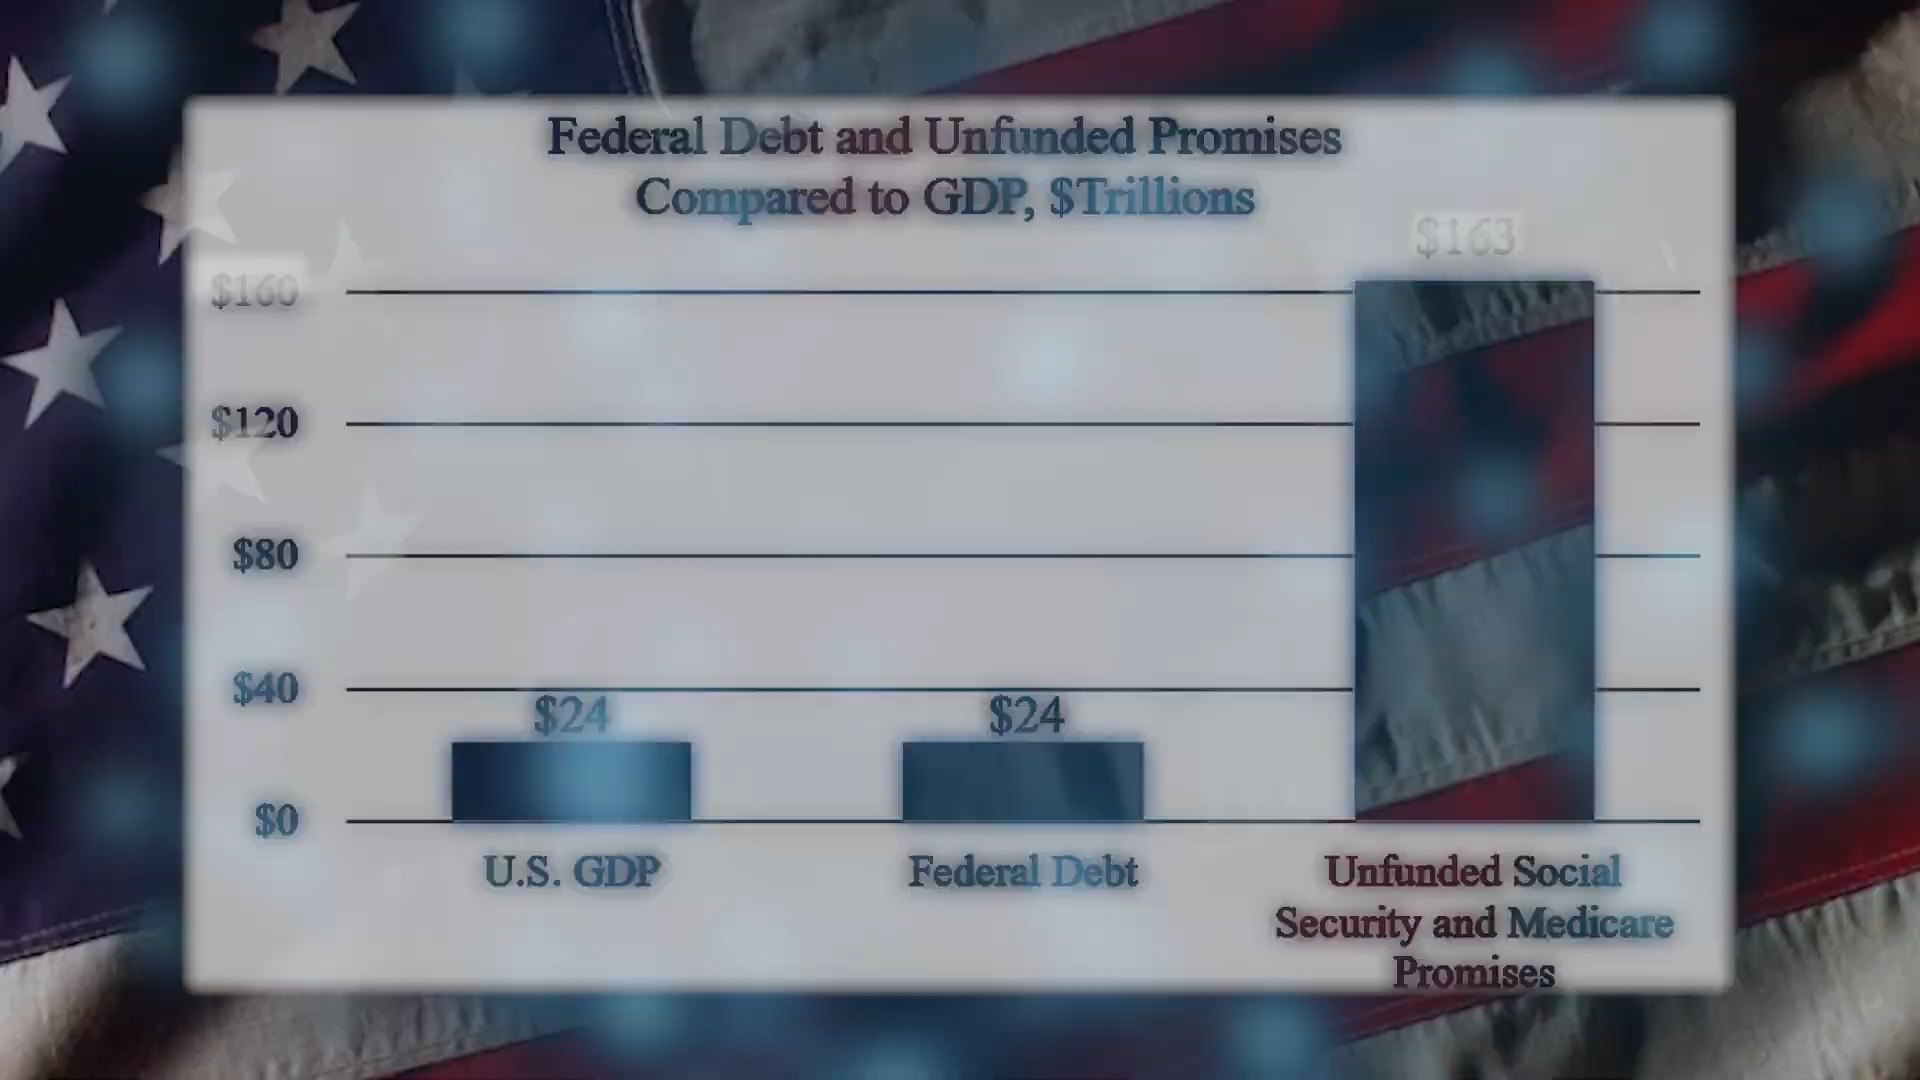 Federal Debt and Unfunded Promises
Compared to GDP, $Trillions
$163
$160
$120
$80
$40
$24
$24
$0
U.S. GDP
Federal Debt
Unfunded Social
Security and Medicare
Promises